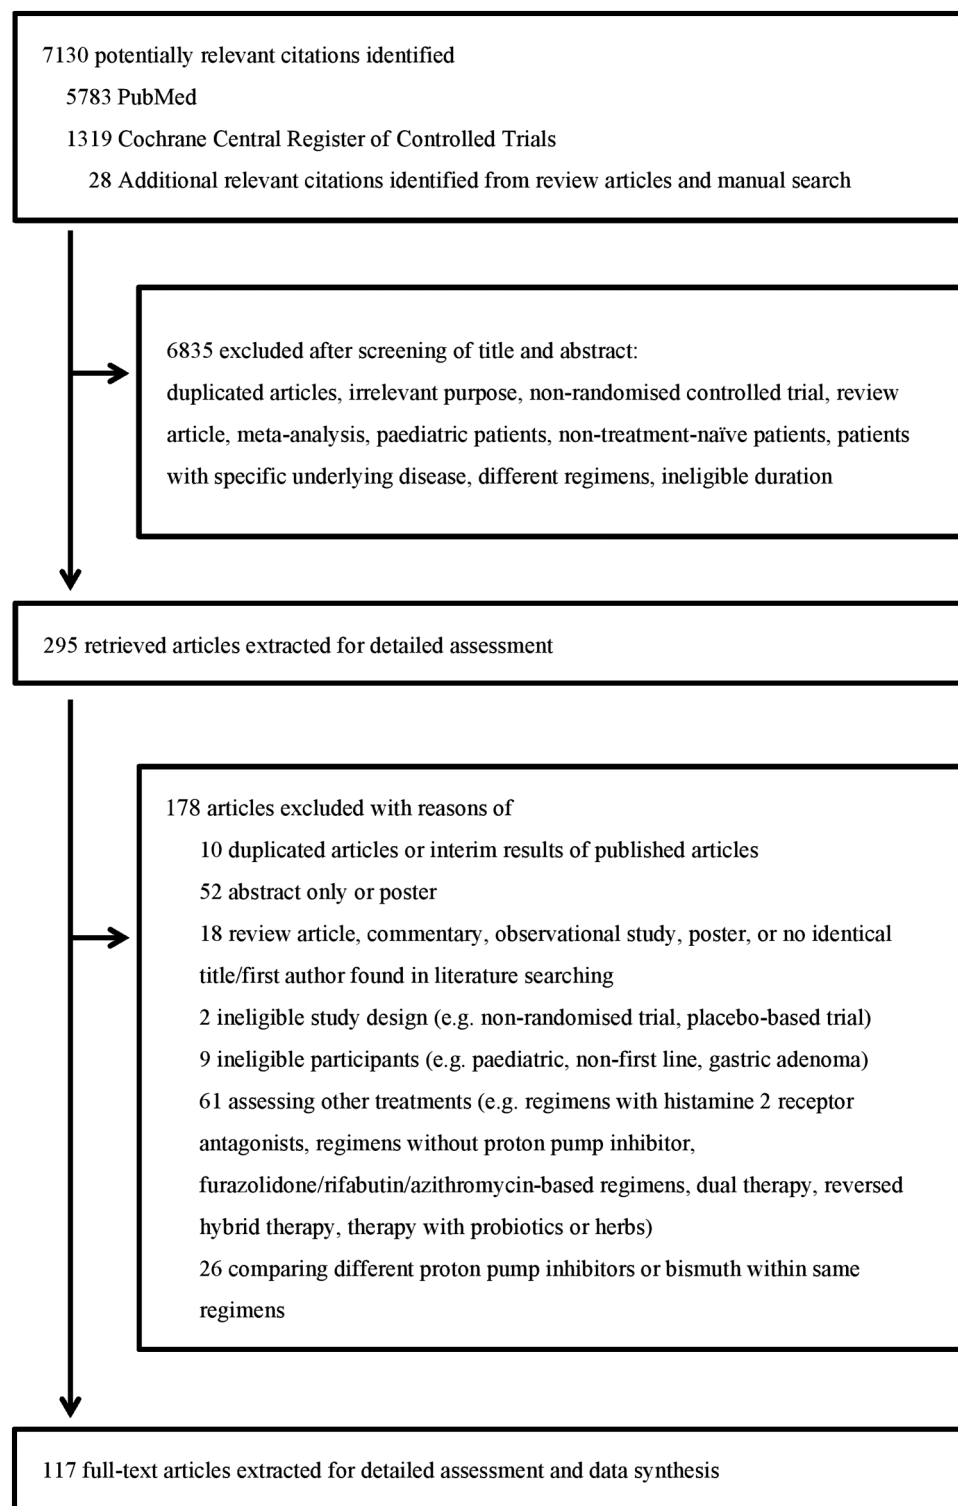 7130 potentially relevant citations identified
5783 PubMed
1319 Cochrane Central Register of Controlled Trials
28 Additional relevant citations identified from review articles and manual search
6835 excluded after screening of title and abstract:
duplicated articles, irrelevant purpose, non-randomised controlled trial, review
article, meta-analysis, paediatric patients, non-treatment-naïve patients, patients
with specific underlying disease, different regimens, ineligible duration
295 retrieved articles extracted for detailed assessment
178 articles excluded with reasons of
10 duplicated articles or interim results of published articles
52 abstract only or poster
18 review article, commentary, observational study, poster, or no identical
title/first author found in literature searching
2 ineligible study design (e.g. non-randomised trial, placebo-based trial)
9 ineligible participants (e.g. paediatric, non-first line, gastric adenoma)
61 assessing other treatments (e.g. regimens with histamine 2 receptor
antagonists, regimens without proton pump inhibitor,
furazolidone/rifabutin/azithromycin-based regimens, dual therapy, reversed
hybrid therapy, therapy with probiotics or herbs)
26 comparing different proton pump inhibitors or bismuth within same
regimens
117 full-text articles extracted for detailed assessment and data synthesis